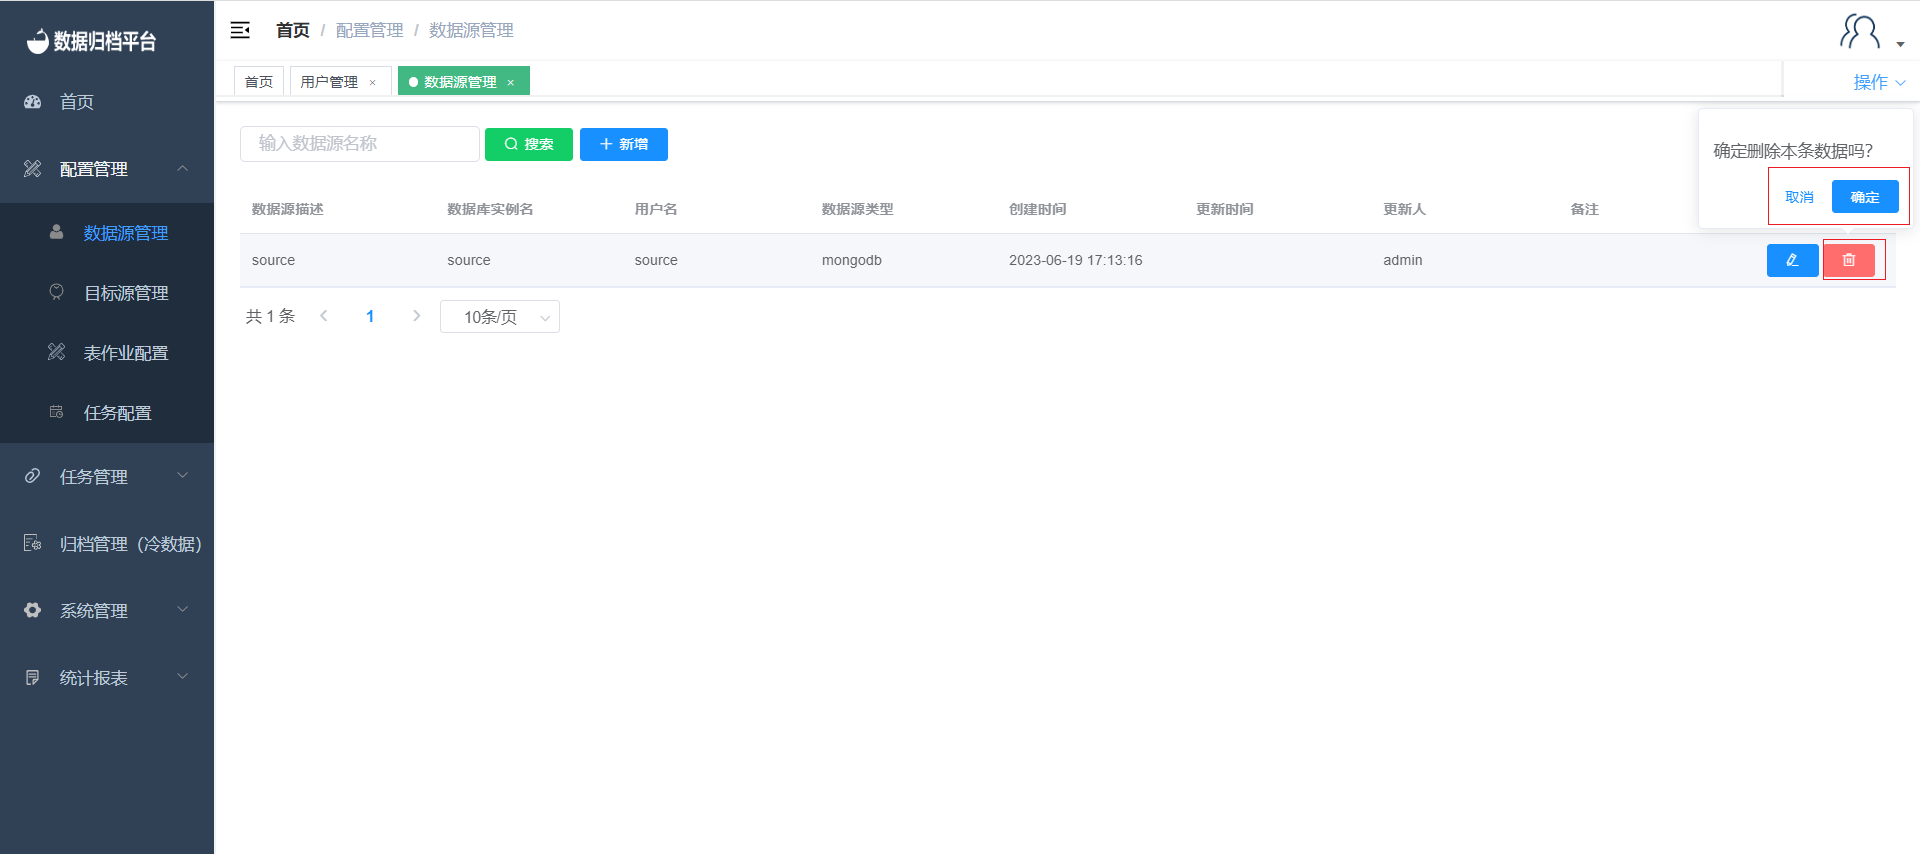 数据归档平台
首页
配置管理
数据源管理
目标源管理
表作业配置
任务配置
任务管理
归档管理（冷数据）
系统管理
统计报表
首页 / 配置管理 / 数据源管理
首页 用户管理 × 数据源管理 ×
操作
输入数据源名称 搜索 新增
确定删除本条数据吗？
取消 确定
数据源描述 数据库实例名 用户名 数据源类型 创建时间 更新时间 更新人 备注
source source source mongodb 2023-06-19 17:13:16 admin
共 1 条 1 10条/页